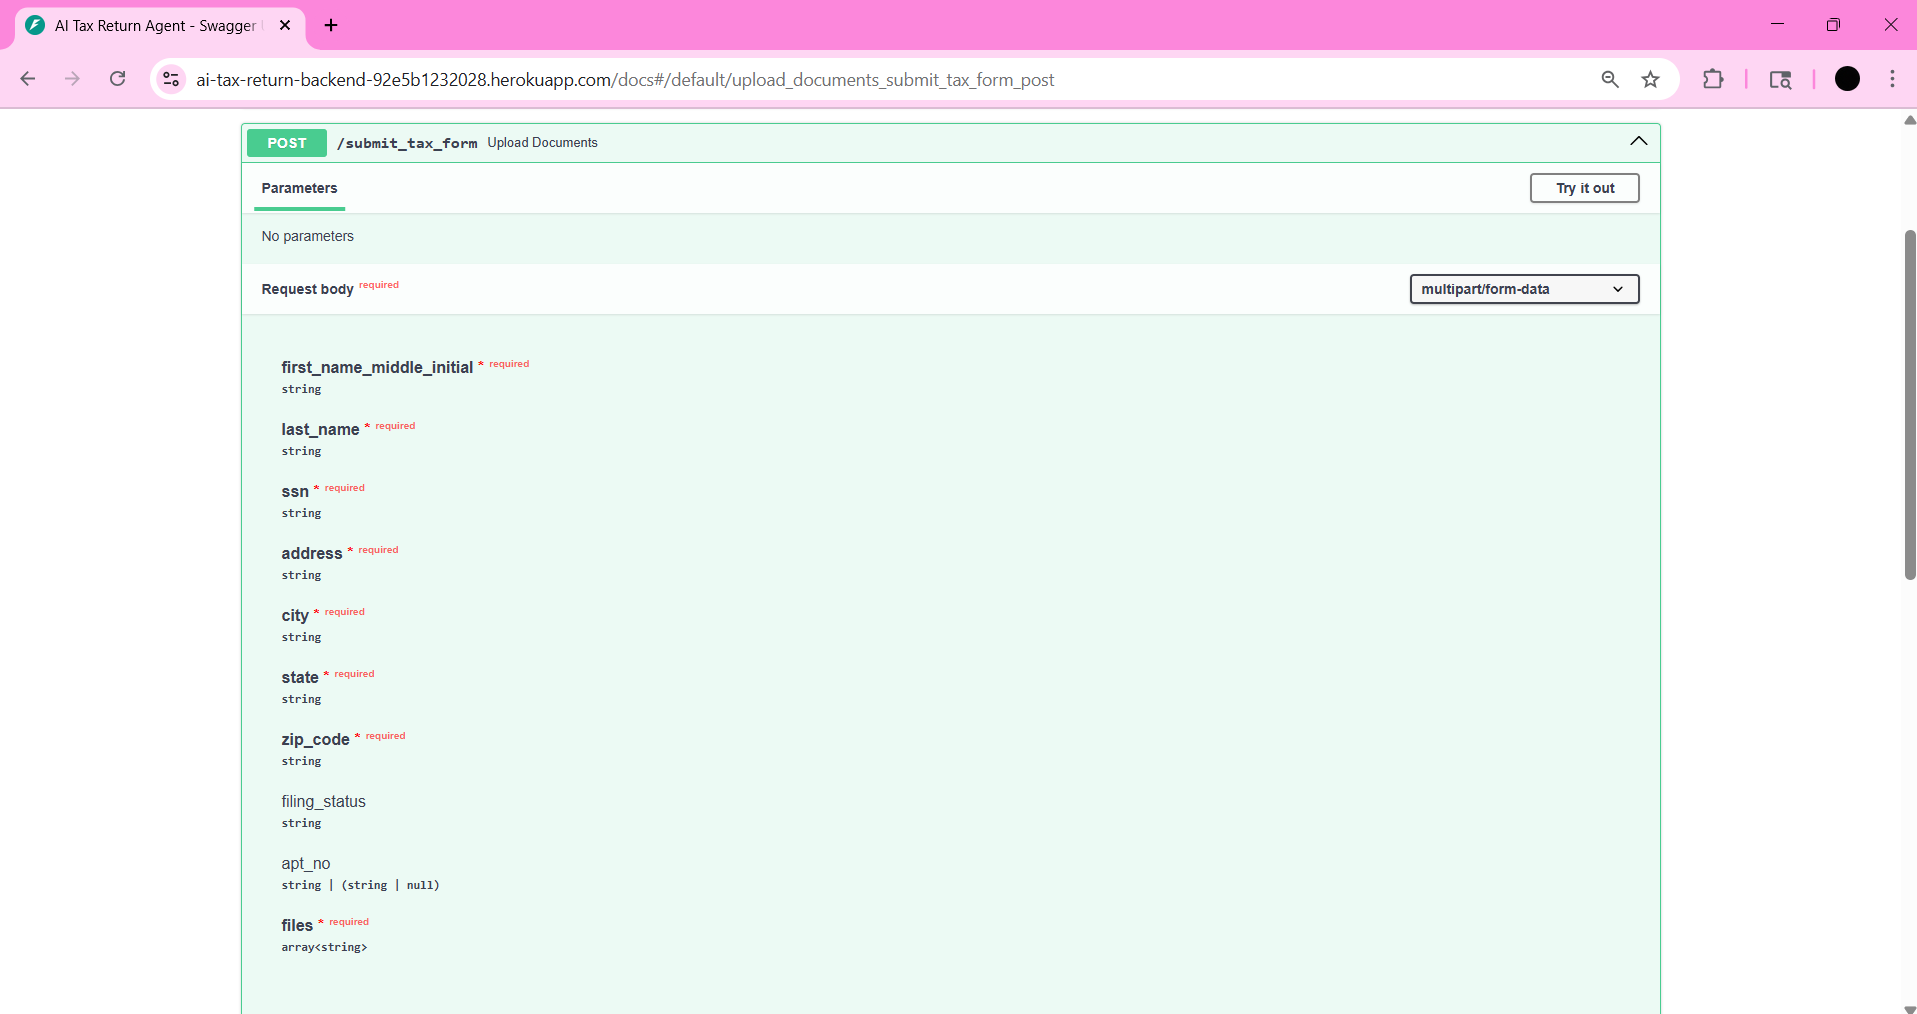 AI Tax Return Agent - Swagger
ai-tax-return-backend-92e5b1232028.herokuapp.com/docs#/default/upload_documents_submit_tax_form_post
POST /submit_tax_form Upload Documents
Parameters
Try it out
No parameters
Request body required
multipart/form-data
first_name_middle_initial * required
string
last_name * required
string
ssn * required
string
address * required
string
city * required
string
state * required
string
zip_code * required
string
filing_status
string
apt_no
string | (string | null)
files * required
array<string>